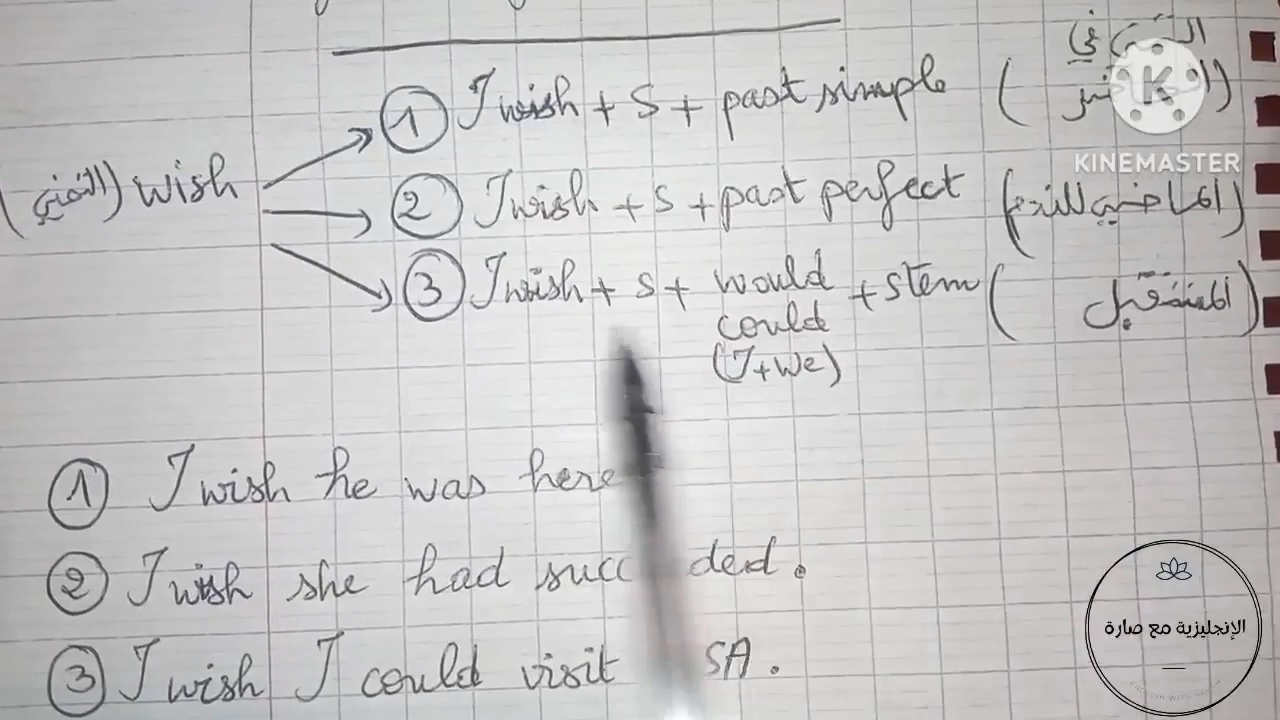 التمني في
① I wish + S + past simple (الحاضر)
KINEMASTER
wish (التمني)
② I wish + S + past perfect (الماضي للندم)
③ I wish + S + would + stem (المستقبل)
could
(I+we)
① I wish he was here
② I wish she had succ ded.
③ I wish I could visit SA.
الإنجليزية مع صارة